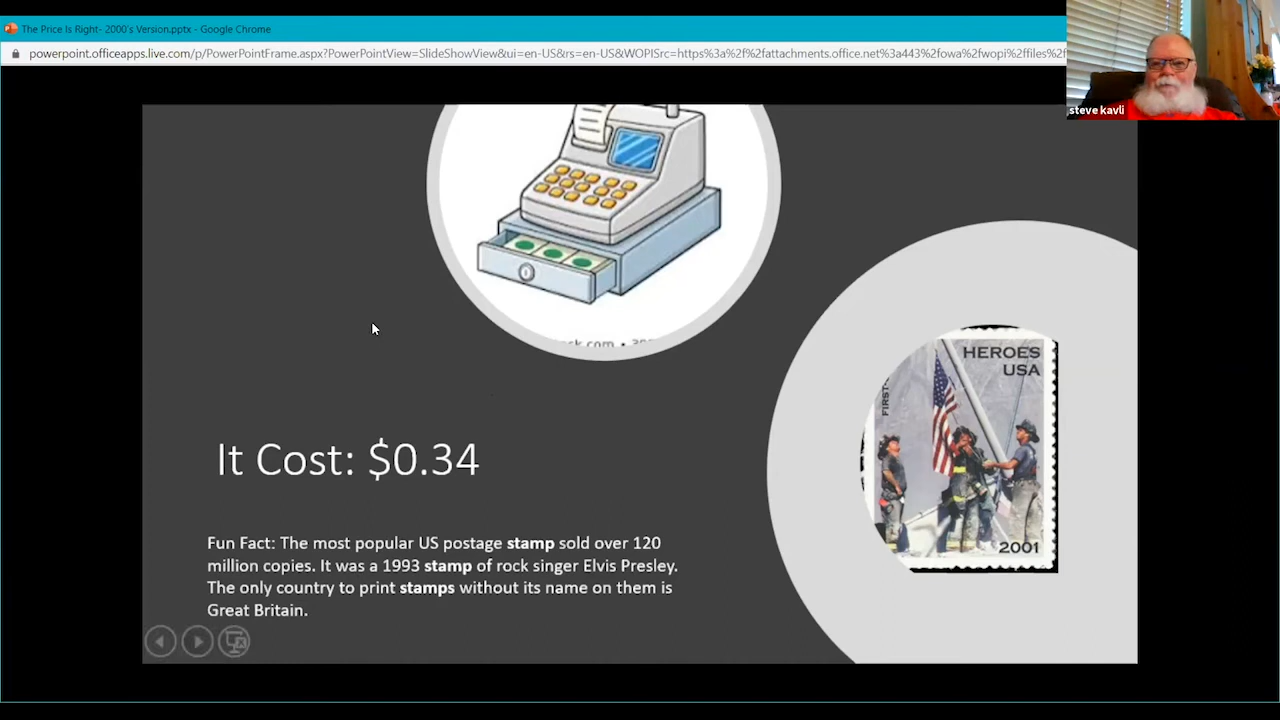 The Price Is Right- 2000's Version.pptx - Google Chrome
powerpoint.officeapps.live.com/p/PowerPointFrame.aspx?PowerPointView=SlideShowView&ui=en-US&rs=en-US&WOPISrc=https%3a%2f%2fattachments.office.net%3a443%2fowa%2fwopi%2ffiles%2f
steve kavli
HEROES
USA
FIRST-
2001
It Cost: $0.34
Fun Fact: The most popular US postage stamp sold over 120
million copies. It was a 1993 stamp of rock singer Elvis Presley.
The only country to print stamps without its name on them is
Great Britain.